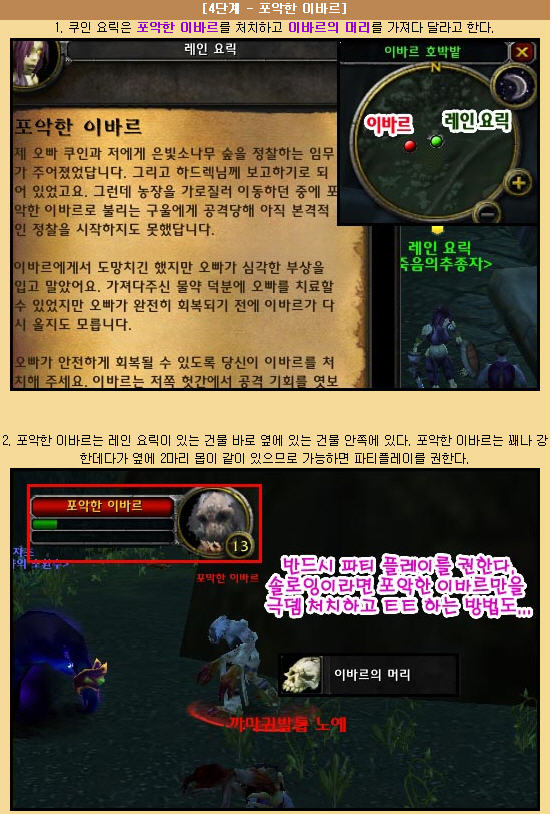 [4단계 - 포악한 이바르]
1. 쿠인 요릭은 포악한 이바르를 처치하고 이바르의 머리를 가져다 달라고 한다.
레인 요릭
이바르 호박밭
N
이바르
레인 요릭
포악한 이바르
제 오빠 쿠인과 저에게 은빛소나무 숲을 정찰하는 임무
가 주어졌었답니다. 그리고 하드렉님께 보고하기로 되
어 있었고요. 그런데 농장을 가로질러 이동하던 중에 포
악한 이바르로 불리는 구울에게 공격당해 아직 본격적
인 정찰을 시작하지도 못했답니다.
이바르에게서 도망치긴 했지만 오빠가 심각한 부상을
입고 말았어요. 가져다주신 물약 덕분에 오빠를 치료할
수 있었지만 오빠가 완전히 회복되기 전에 이바르가 다
시 올지도 모릅니다.
오빠가 안전하게 회복될 수 있도록 당신이 이바르를 처
치해 주세요. 이바르는 저쪽 헛간에서 공격 기회를 엿보
레인 요릭
죽음의추종자>
2. 포악한 이바르는 레인 요릭이 있는 건물 바로 옆에 있는 건물 안쪽에 있다. 포악한 이바르는 꽤나 강
한데다가 옆에 2마리 몹이 같이 있으므로 가능하면 파티플레이를 권한다.
포악한 이바르
13
포악한 이바르
반드시 파티 플레이를 권한다.
솔로잉이라면 포악한 이바르만을
극뎀 처치하고 ㅌㅌ 하는 방법도...
이바르의 머리
까마귀발톱 노예